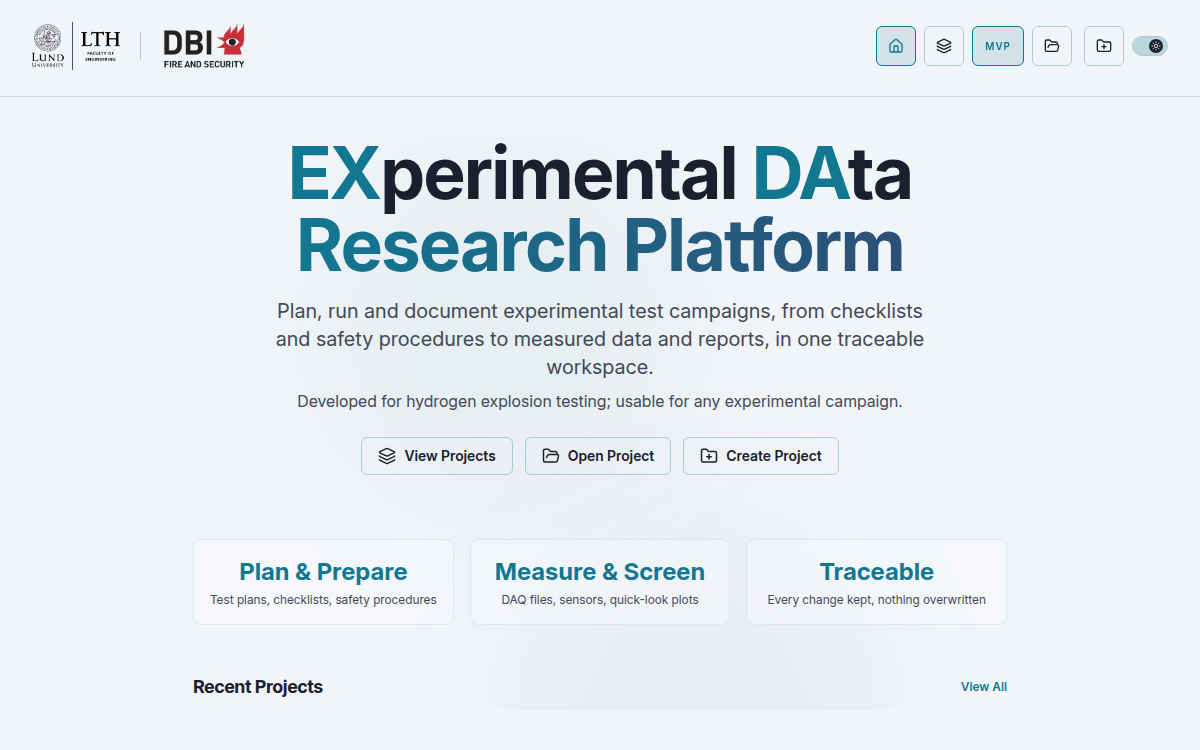 LUND
UNIVERSITY
LTH
FACULTY OF
ENGINEERING
DBI
FIRE AND SECURITY
MVP
EXperimental DAta
Research Platform
Plan, run and document experimental test campaigns, from checklists
and safety procedures to measured data and reports, in one traceable
workspace.
Developed for hydrogen explosion testing; usable for any experimental campaign.
View Projects
Open Project
Create Project
Plan & Prepare
Test plans, checklists, safety procedures
Measure & Screen
DAQ files, sensors, quick-look plots
Traceable
Every change kept, nothing overwritten
Recent Projects
View All